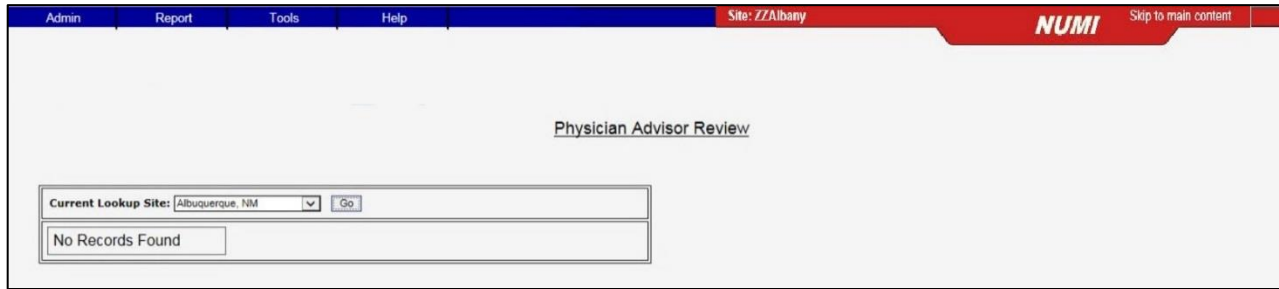 Admin Report Tools Help Site: ZZAlbany NUMI Skip to main content
Physician Advisor Review
Current Lookup Site: Albuquerque, NM Go
No Records Found